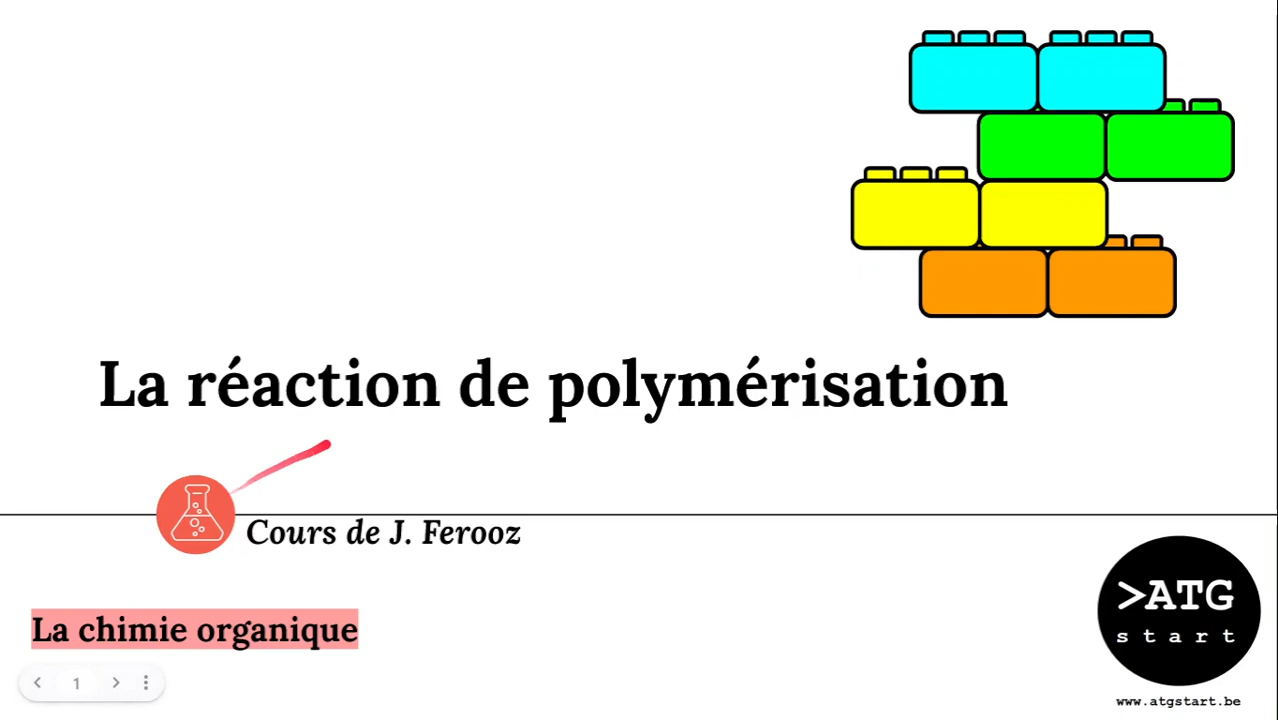 La réaction de polymérisation
Cours de J. Ferooz
La chimie organique
1
>ATG
start
www.atgstart.be